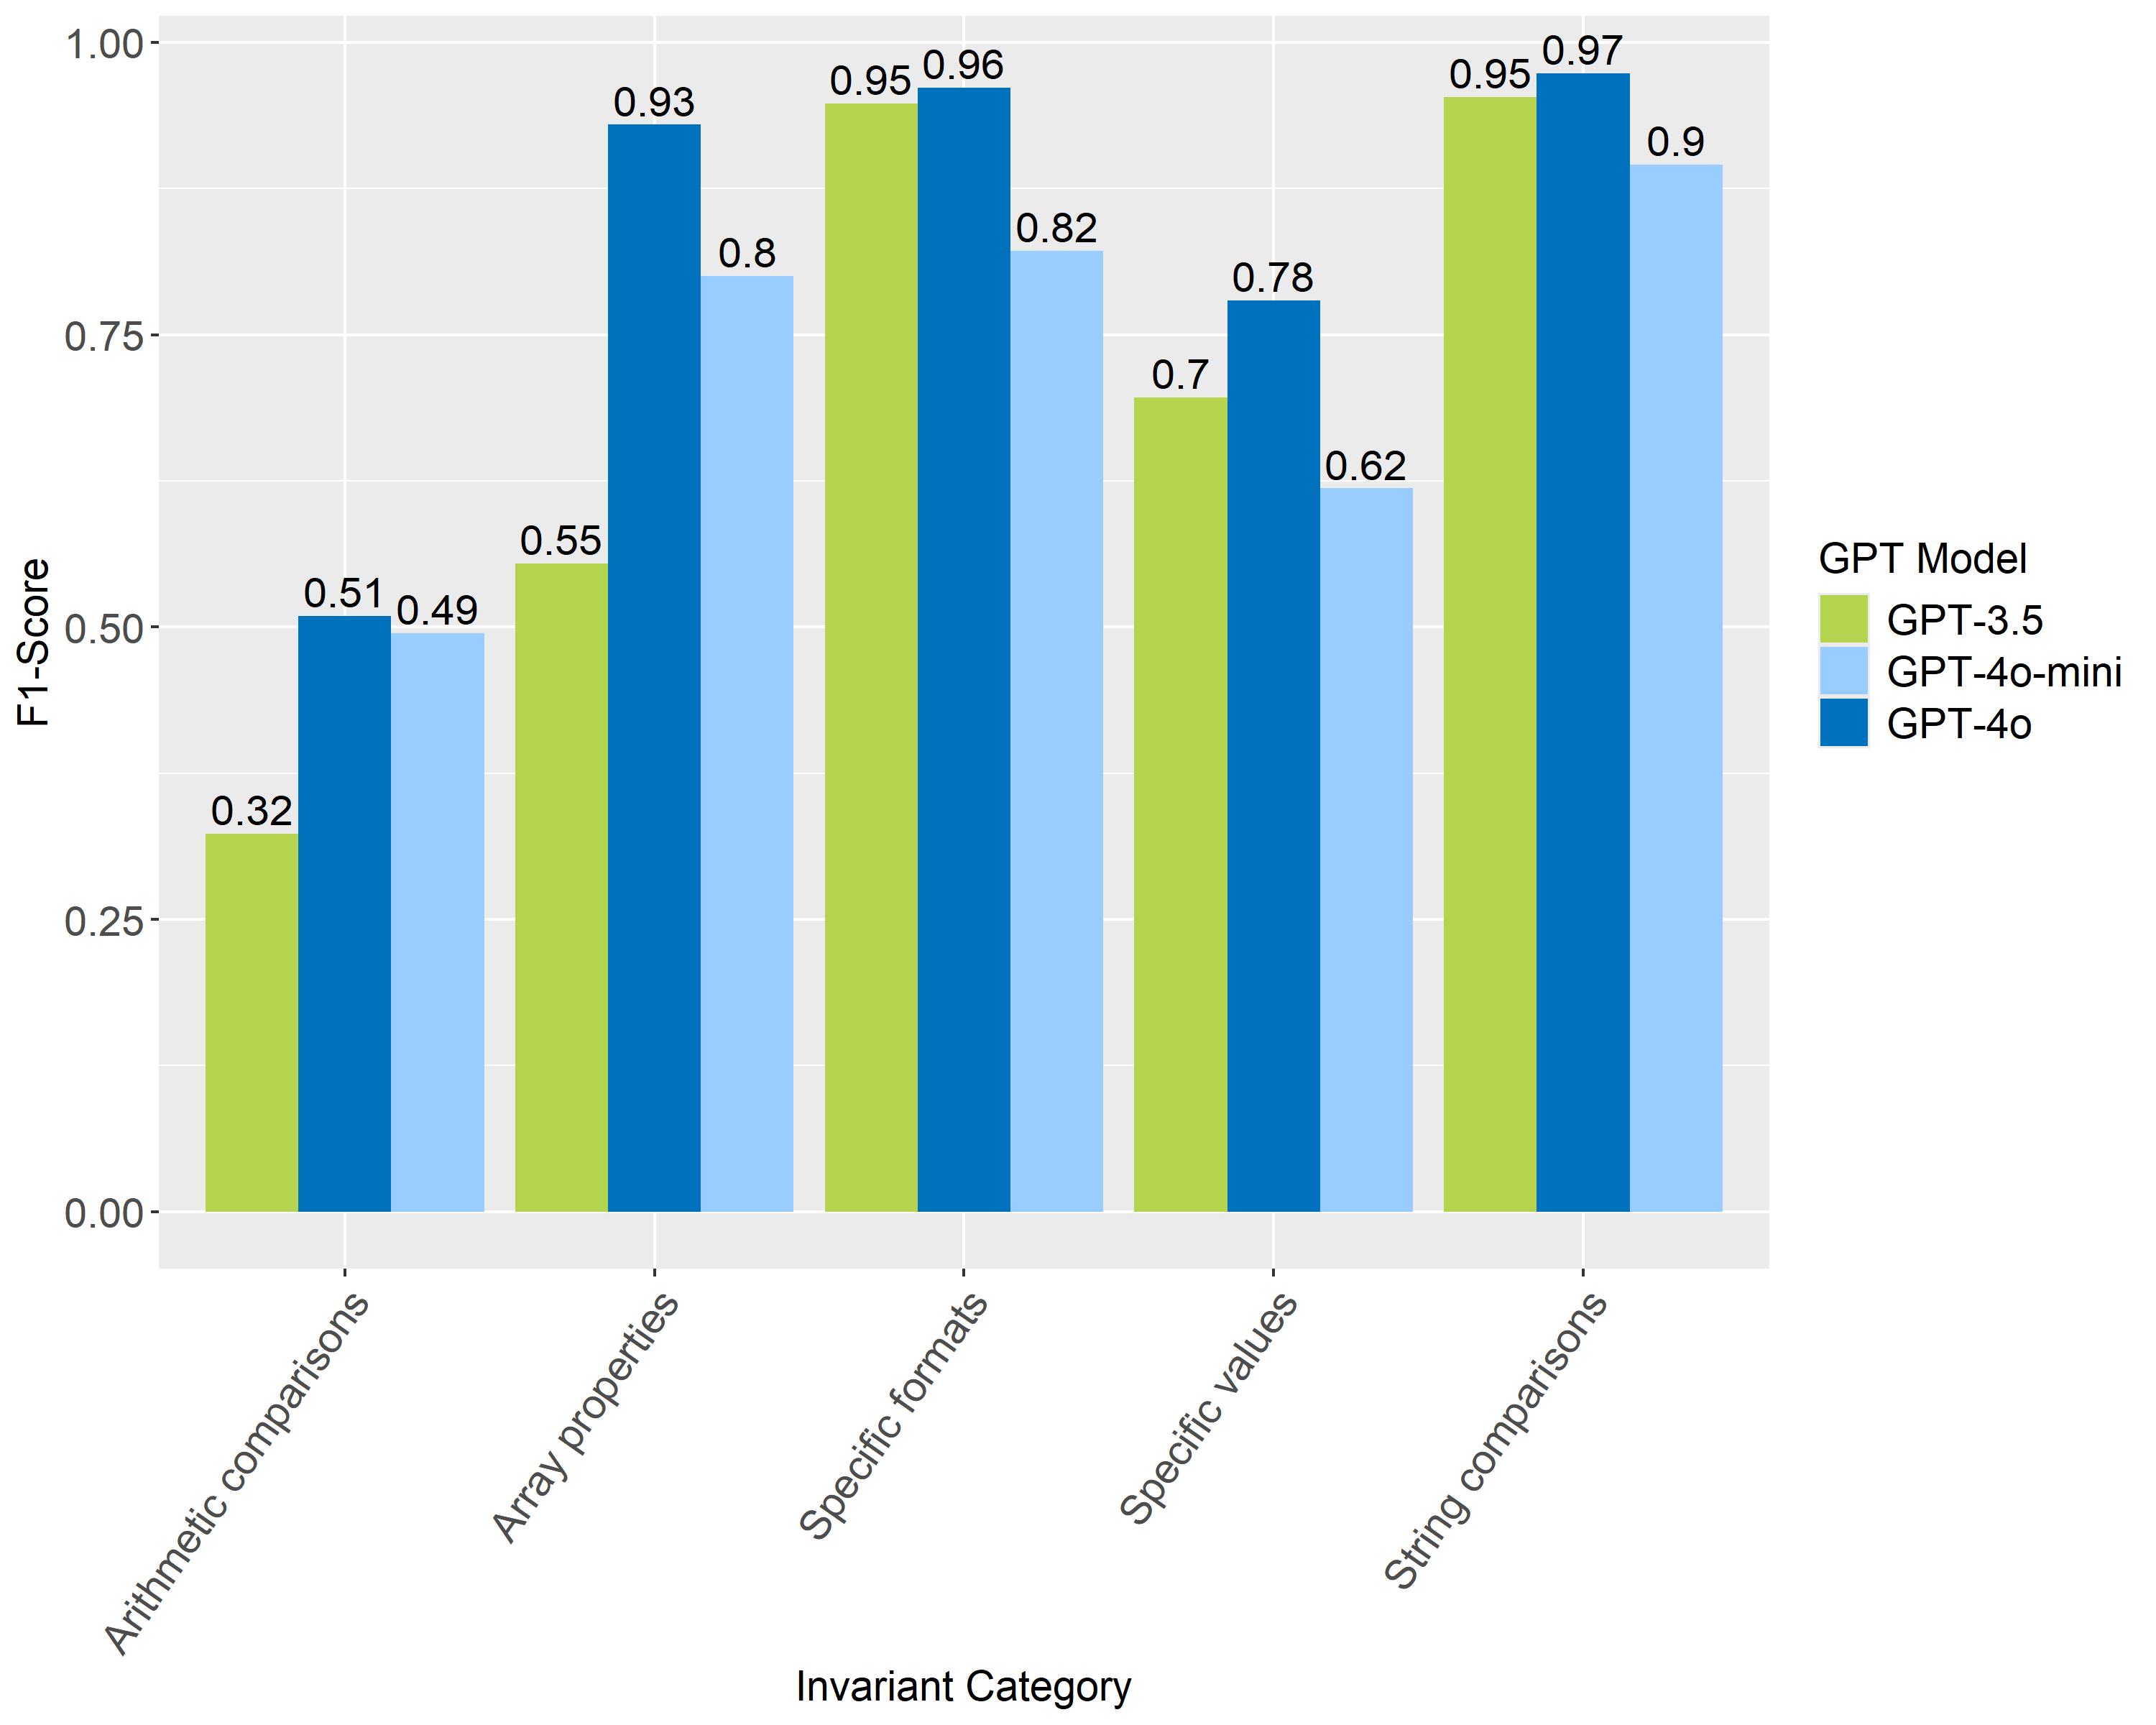 1.00
0.75
0.50
0.25
0.00
F1-Score
0.32
0.51
0.49
0.55
0.93
0.8
0.95
0.96
0.82
0.7
0.78
0.62
0.95
0.97
0.9
Arithmetic comparisons
Array properties
Specific formats
Specific values
String comparisons
Invariant Category
GPT Model
GPT-3.5
GPT-4o-mini
GPT-4o